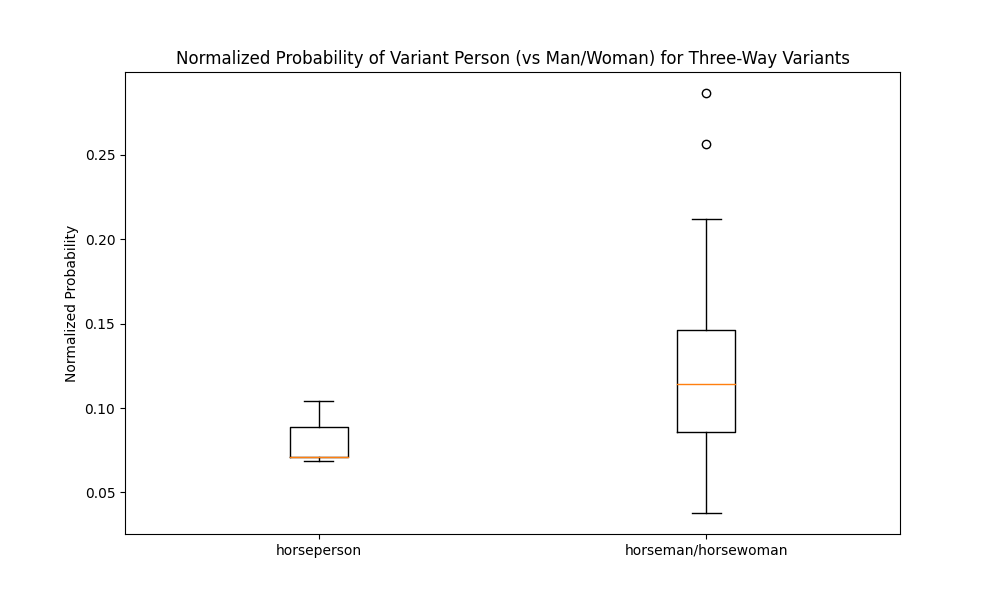 Normalized Probability of Variant Person (vs Man/Woman) for Three-Way Variants
Normalized Probability
0.25
0.20
0.15
0.10
0.05
horseperson
horseman/horsewoman